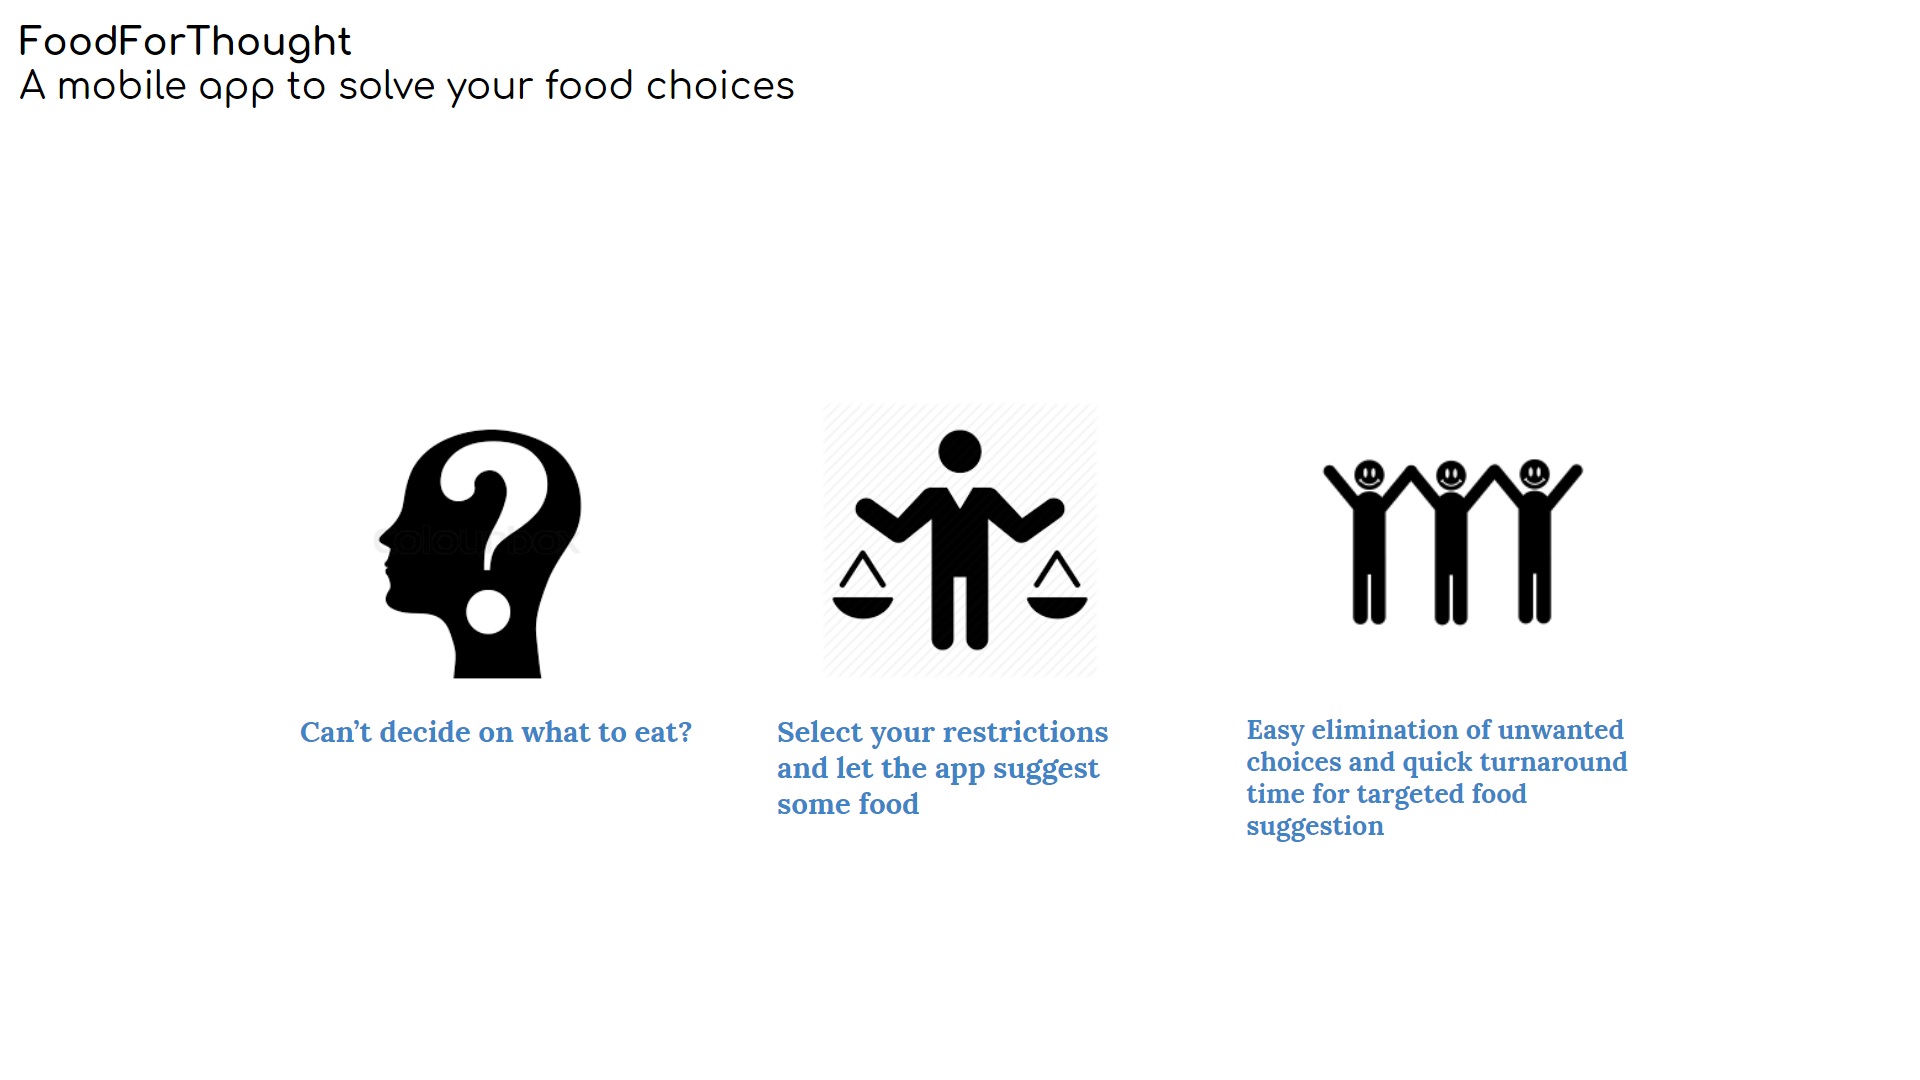 FoodForThought
A mobile app to solve your food choices
Can’t decide on what to eat?
Select your restrictions
and let the app suggest
some food
Easy elimination of unwanted
choices and quick turnaround
time for targeted food
suggestion